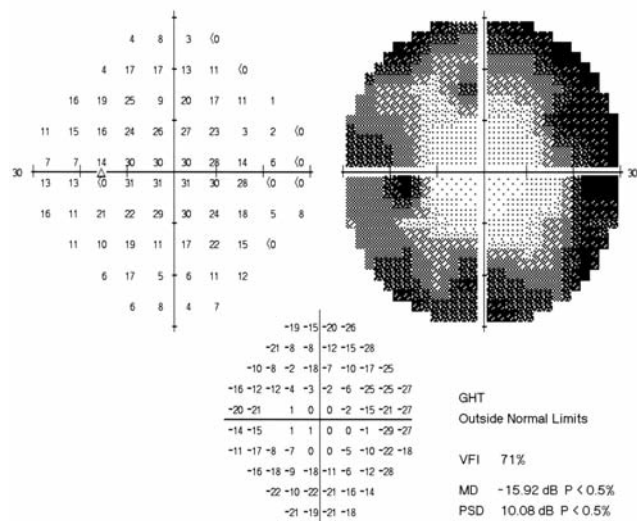 4 8 3 <0
4 17 17 13 11 <0
16 19 25 9 20 17 11 1
11 15 16 24 26 27 23 3 2 <0
7 7 14 30 30 30 28 14 6 <0
30 30
13 13 <0 31 31 31 30 28 <0 <0
16 11 21 22 29 30 24 18 5 8
11 10 19 11 17 22 15 <0
6 17 5 6 11 12
6 8 4 7
-19 -15 -20 -26
-21 -8 -8 -12 -15 -28
-10 -8 -2 -18 -7 -10 -17 -25
-16 -12 -12 -4 -3 -2 -6 -25 -25 -27
-20 -21 1 0 0 -2 -15 -21 -27
-14 -15 1 1 0 0 -1 -29 -27
-11 -17 -8 -7 0 0 -5 -10 -22 -18
-16 -18 -9 -18 -11 -6 -12 -28
-22 -10 -22 -21 -16 -14
-21 -19 -21 -18
GHT
Outside Normal Limits
VFI 71%
MD -15.92 dB P < 0.5%
PSD 10.08 dB P < 0.5%